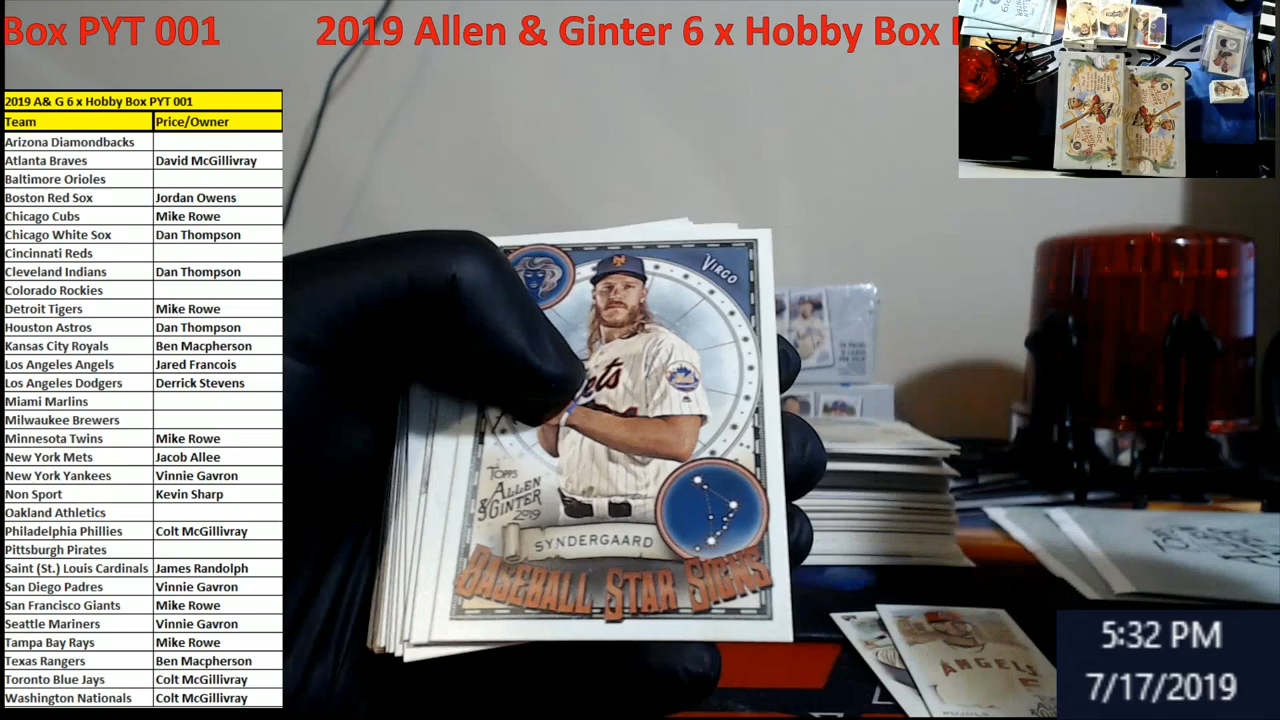 Box PYT 001 2019 Allen & Ginter 6 x Hobby Box
2019 A& G 6 x Hobby Box PYT 001
Team Price/Owner
Arizona Diamondbacks
Atlanta Braves David McGillivray
Baltimore Orioles
Boston Red Sox Jordan Owens
Chicago Cubs Mike Rowe
Chicago White Sox Dan Thompson
Cincinnati Reds
Cleveland Indians Dan Thompson
Colorado Rockies
Detroit Tigers Mike Rowe
Houston Astros Dan Thompson
Kansas City Royals Ben Macpherson
Los Angeles Angels Jared Francois
Los Angeles Dodgers Derrick Stevens
Miami Marlins
Milwaukee Brewers
Minnesota Twins Mike Rowe
New York Mets Jacob Allee
New York Yankees Vinnie Gavron
Non Sport Kevin Sharp
Oakland Athletics
Philadelphia Phillies Colt McGillivray
Pittsburgh Pirates
Saint (St.) Louis Cardinals James Randolph
San Diego Padres Vinnie Gavron
San Francisco Giants Mike Rowe
Seattle Mariners Vinnie Gavron
Tampa Bay Rays Mike Rowe
Texas Rangers Ben Macpherson
Toronto Blue Jays Colt McGillivray
Washington Nationals Colt McGillivray
VIRGO
TOPPS
ALLEN
& GINTER
2019
SYNDERGAARD
BASEBALL STAR SIGNS
ANGELS
5:32 PM
7/17/2019